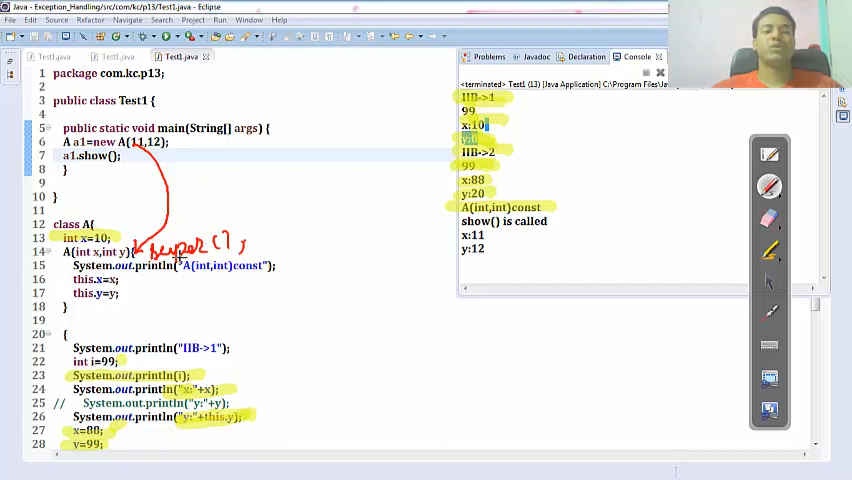 Java - Exception_Handling/src/com/kc/p13/Test1.java - Eclipse
File Edit Source Refactor Navigate Search Project Run Window Help
Test1.java Test1.java Test1.java
1 package com.kc.p13;
2
3 public class Test1 {
4
5 public static void main(String[] args) {
6 A a1=new A(11,12);
7 a1.show();
8 }
9
10 }
11
12 class A{
13 int x=10;
14 A(int x,int y){ super();
15 System.out.println("A(int,int)const");
16 this.x=x;
17 this.y=y;
18 }
19
20 {
21 System.out.println("IIB->1");
22 int i=99;
23 System.out.println(i);
24 System.out.println("x:"+x);
25 // System.out.println("y:"+y);
26 System.out.println("y:"+this.y);
27 x=88;
28 y=99;
Problems Javadoc Declaration Console
<terminated> Test1 (13) [Java Application] C:\Program Files\Java
IIB->1
99
x:10
y:0
IIB->2
99
x:88
y:20
A(int,int)const
show() is called
x:11
y:12